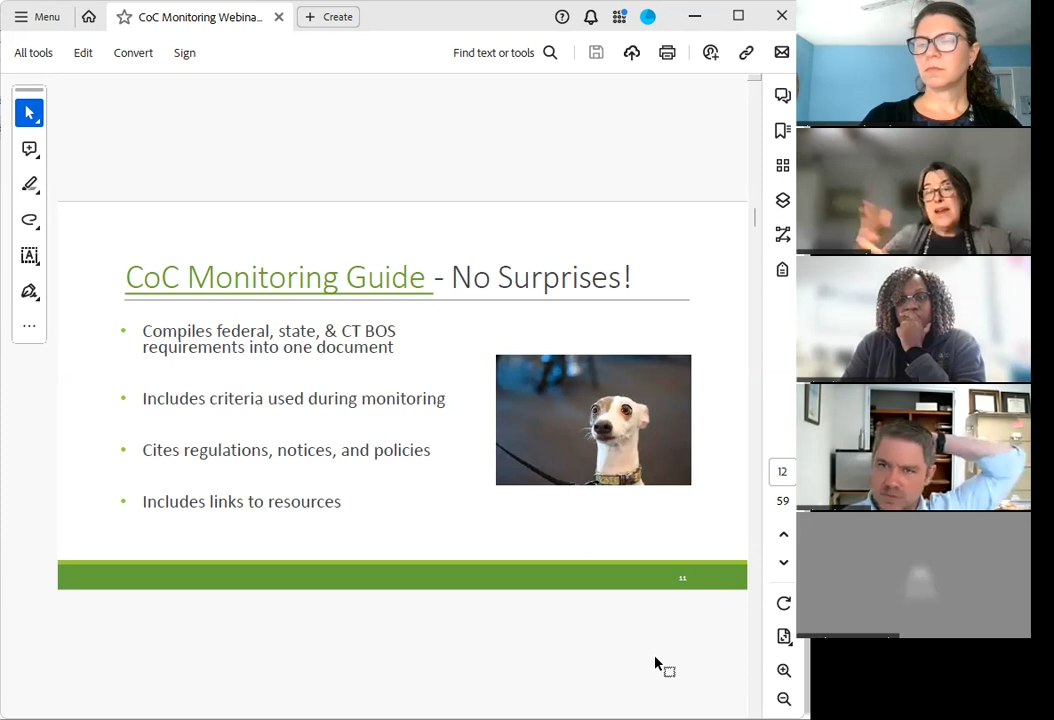 Menu
CoC Monitoring Webina...
Create
All tools
Edit
Convert
Sign
Find text or tools
CoC Monitoring Guide - No Surprises!
• Compiles federal, state, & CT BOS
requirements into one document
• Includes criteria used during monitoring
• Cites regulations, notices, and policies
• Includes links to resources
11
12
59